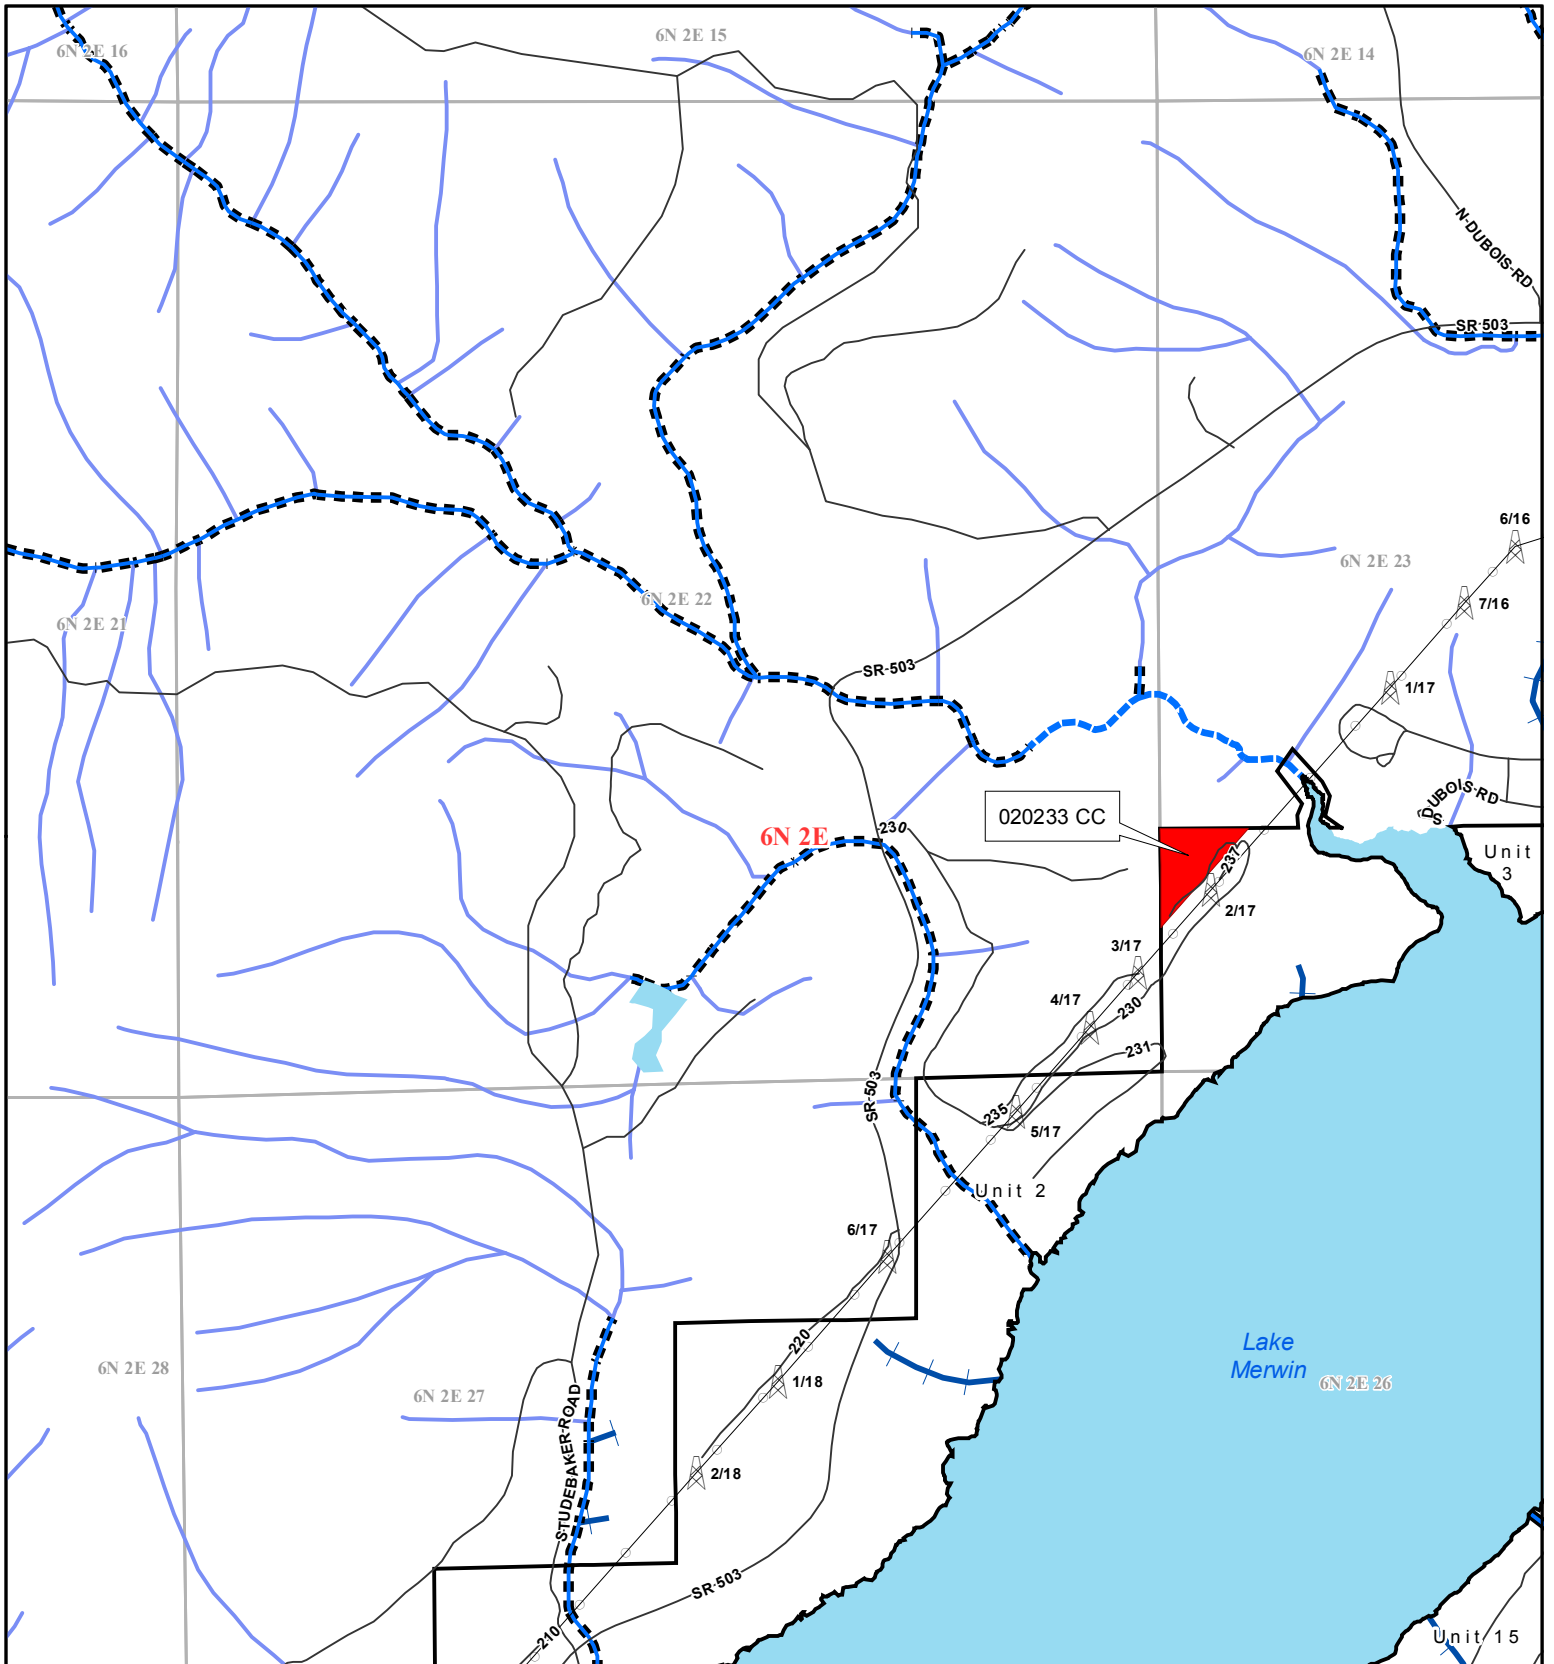 6N 2E 16
6N 2E 15
6N 2E 14
N DUBOIS RD
SR 503
6/16
6N 2E 23
7/16
6N 2E 22
6N 2E 21
SR 503
1/17
DUBOIS RD
S
020233 CC
230
6N 2E
237
Unit
3
2/17
3/17
4/17
230
231
SR 503
235
5/17
Unit 2
6/17
220
Lake
Merwin
6N 2E 28
1/18
6N 2E 26
6N 2E 27
STUDEBAKER ROAD
2/18
SR 503
210
Unit 15